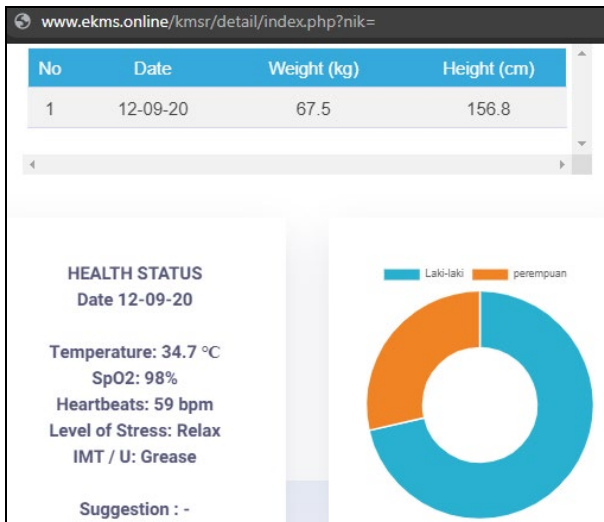 www.ekms.online/kmsr/detail/index.php?nik=
No Date Weight (kg) Height (cm)
1 12-09-20 67.5 156.8
HEALTH STATUS
Date 12-09-20
Temperature: 34.7 °C
SpO2: 98%
Heartbeats: 59 bpm
Level of Stress: Relax
IMT / U: Grease
Suggestion : -
Laki-laki perempuan